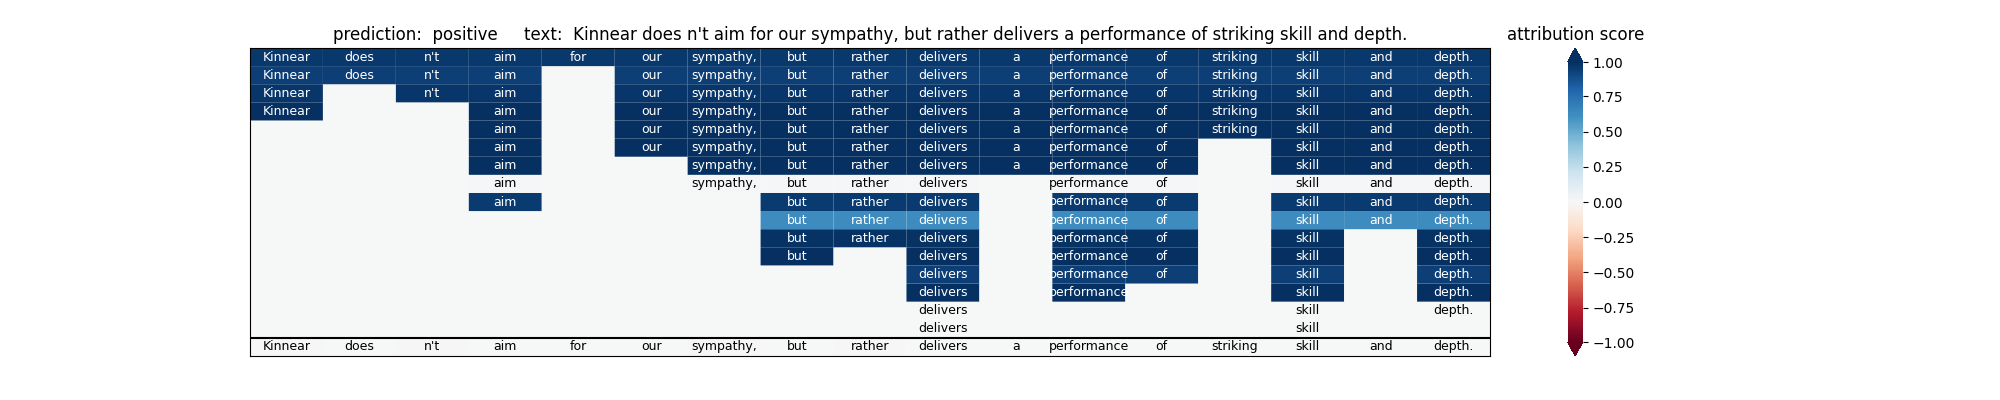 prediction:  positive     text:  Kinnear does n't aim for our sympathy, but rather delivers a performance of striking skill and depth.
attribution score
Kinnear does n't aim for our sympathy, but rather delivers a performance of striking skill and depth.
Kinnear does n't aim our sympathy, but rather delivers a performance of striking skill and depth.
Kinnear n't aim our sympathy, but rather delivers a performance of striking skill and depth.
Kinnear aim our sympathy, but rather delivers a performance of striking skill and depth.
aim our sympathy, but rather delivers a performance of striking skill and depth.
aim our sympathy, but rather delivers a performance of skill and depth.
aim sympathy, but rather delivers a performance of skill and depth.
aim sympathy, but rather delivers performance of skill and depth.
aim but rather delivers performance of skill and depth.
but rather delivers performance of skill and depth.
but rather delivers performance of skill depth.
but delivers performance of skill depth.
delivers performance of skill depth.
delivers performance skill depth.
delivers skill depth.
delivers skill
Kinnear does n't aim for our sympathy, but rather delivers a performance of striking skill and depth.
1.00
0.75
0.50
0.25
0.00
−0.25
−0.50
−0.75
−1.00